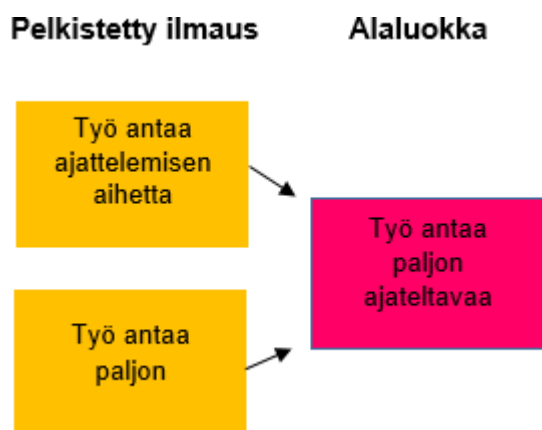 Pelkistetty ilmaus
Alaluokka
Työ antaa
ajattelemisen
aihetta
Työ antaa
paljon
Työ antaa
paljon
ajateltavaa